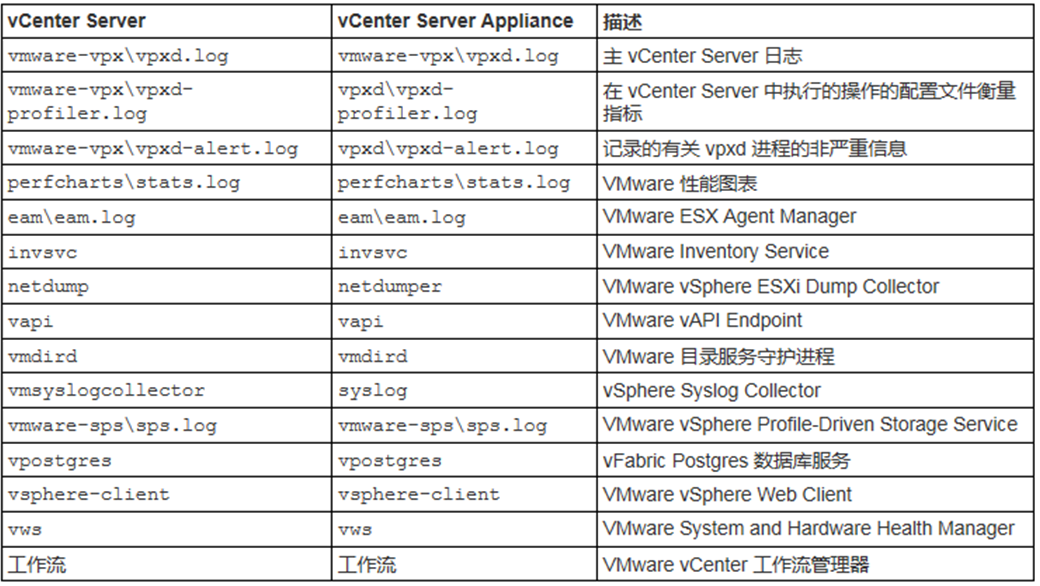 vCenter Server vCenter Server Appliance 描述
vmware-vpx\vpxd.log vmware-vpx\vpxd.log 主 vCenter Server 日志
vmware-vpx\vpxd- vpxd\vpxd- 在 vCenter Server 中执行的操作的配置文件衡量
profiler.log profiler.log 指标
vmware-vpx\vpxd-alert.log vpxd\vpxd-alert.log 记录的有关 vpxd 进程的非严重信息
perfcharts\stats.log perfcharts\stats.log VMware 性能图表
eam\eam.log eam\eam.log VMware ESX Agent Manager
invsvc invsvc VMware Inventory Service
netdump netdumper VMware vSphere ESXi Dump Collector
vapi vapi VMware vAPI Endpoint
vmdird vmdird VMware 目录服务守护进程
vmsyslogcollector syslog vSphere Syslog Collector
vmware-sps\sps.log vmware-sps\sps.log VMware vSphere Profile-Driven Storage Service
vpostgres vpostgres vFabric Postgres 数据库服务
vsphere-client vsphere-client VMware vSphere Web Client
vws vws VMware System and Hardware Health Manager
工作流 工作流 VMware vCenter 工作流管理器